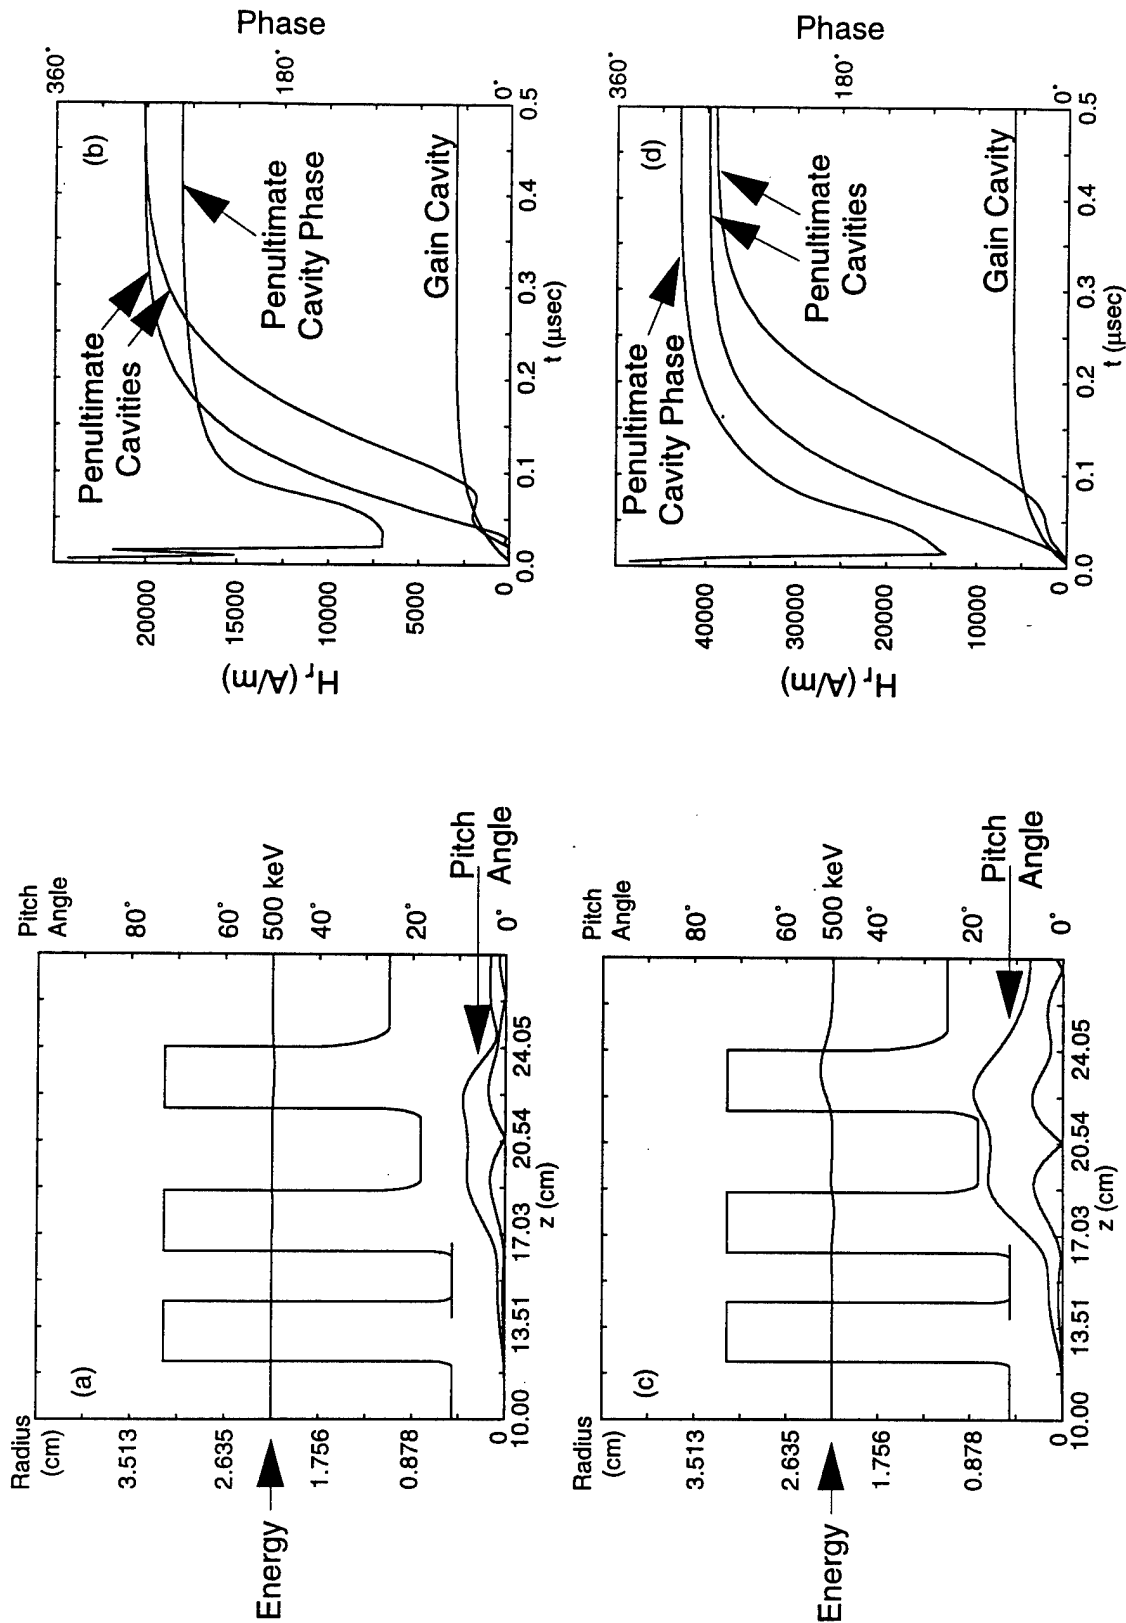 Radius
(cm)
Pitch
Angle
(a)
3.513
2.635
1.756
0.878
0
80°
60°
500 keV
40°
20°
0°
Energy
Pitch
Angle
10.00
13.51
17.03
20.54
24.05
z (cm)
(b)
Penultimate
Cavities
Penultimate
Cavity Phase
Gain Cavity
H_r (A/m)
20000
15000
10000
5000
0
Phase
360°
180°
0°
0.0
0.1
0.2
0.3
0.4
0.5
t (μsec)
Radius
(cm)
Pitch
Angle
(c)
3.513
2.635
1.756
0.878
0
80°
60°
500 keV
40°
20°
0°
Energy
Pitch
Angle
10.00
13.51
17.03
20.54
24.05
z (cm)
(d)
Penultimate
Cavity Phase
Penultimate
Cavities
Gain Cavity
H_r (A/m)
40000
30000
20000
10000
0
Phase
360°
180°
0°
0.0
0.1
0.2
0.3
0.4
0.5
t (μsec)